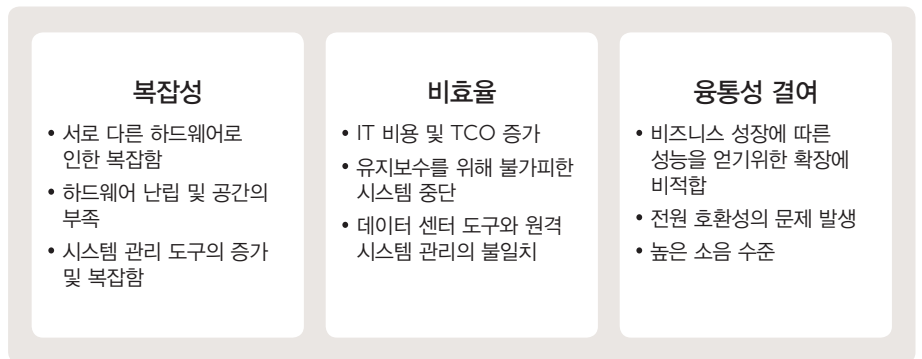 복잡성
• 서로 다른 하드웨어로
인한 복잡함
• 하드웨어 난립 및 공간의
부족
• 시스템 관리 도구의 증가
및 복잡함
비효율
• IT 비용 및 TCO 증가
• 유지보수를 위해 불가피한
시스템 중단
• 데이터 센터 도구와 원격
시스템 관리의 불일치
융통성 결여
• 비즈니스 성장에 따른
성능을 얻기위한 확장에
비적합
• 전원 호환성의 문제 발생
• 높은 소음 수준